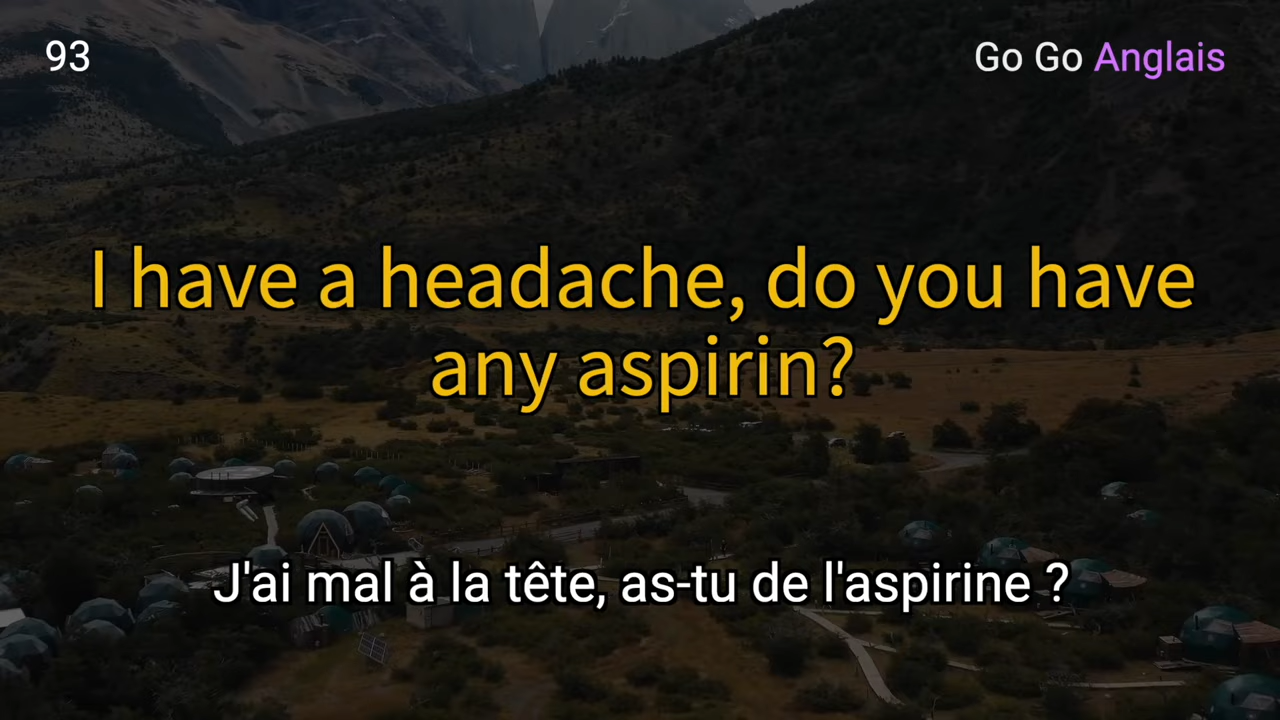 93
Go Go Anglais
I have a headache, do you have
any aspirin?
J'ai mal à la tête, as-tu de l'aspirine ?